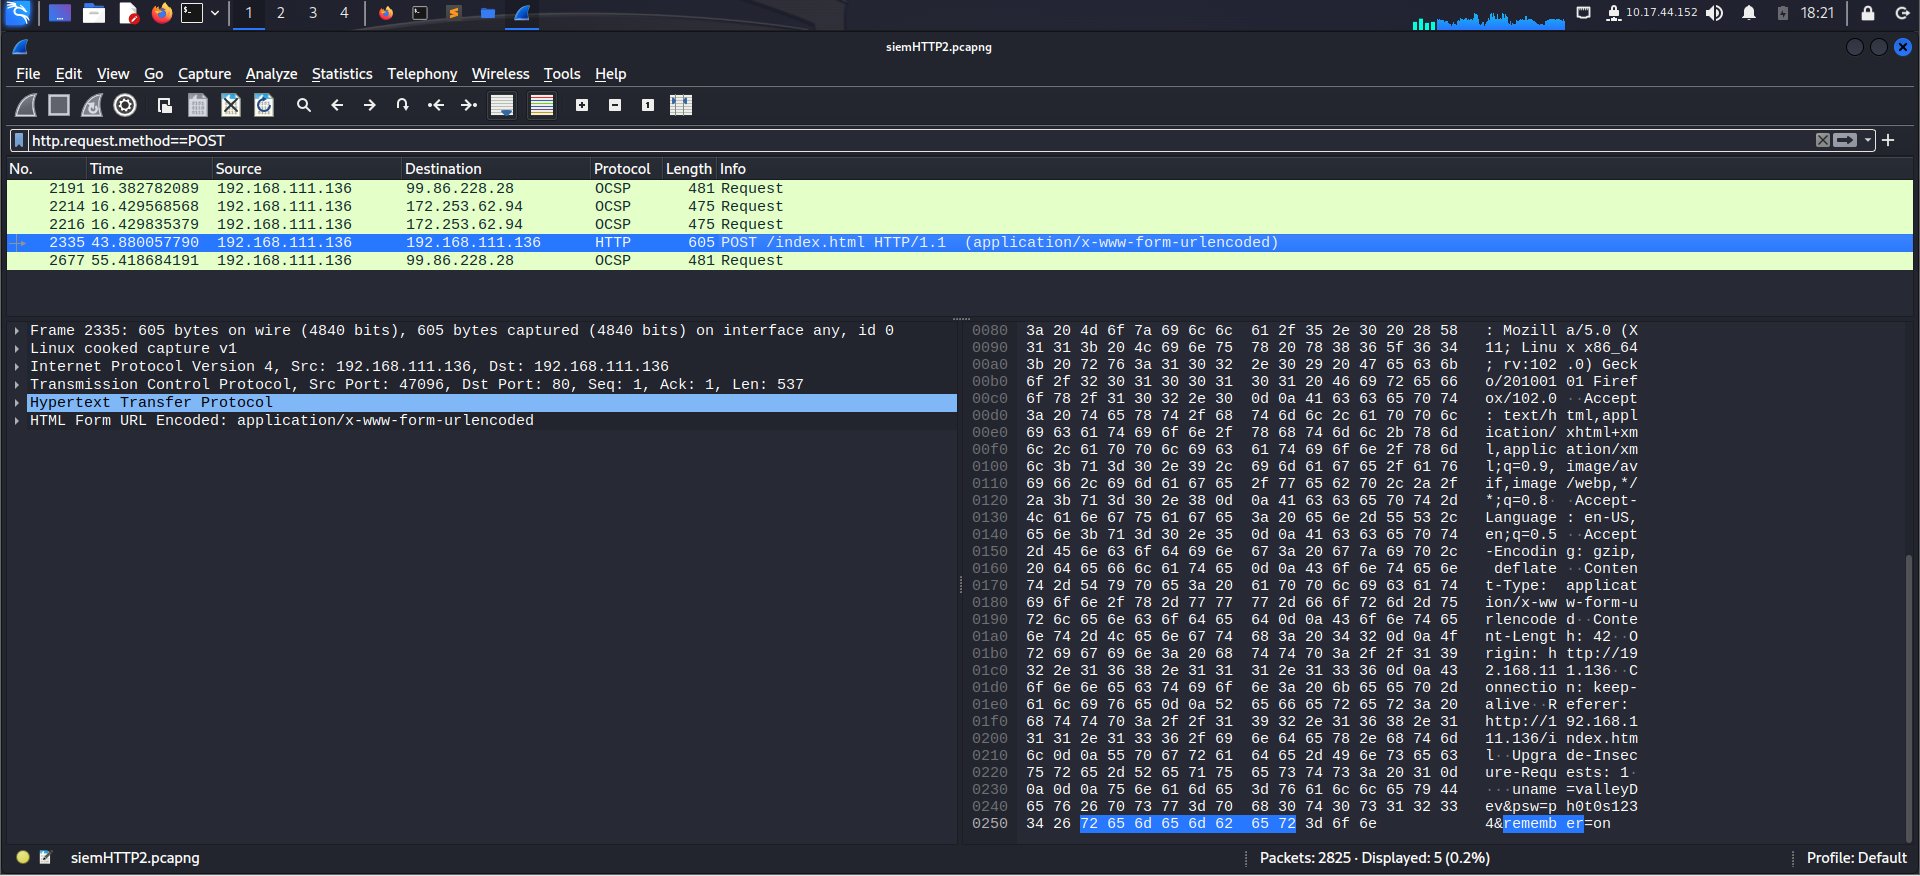 1 2 3 4 10.17.44.152 18:21
siemHTTP2.pcapng
File Edit View Go Capture Analyze Statistics Telephony Wireless Tools Help
http.request.method==POST
No. Time Source Destination Protocol Length Info
2191 16.382782089 192.168.111.136 99.86.228.28 OCSP 481 Request
2214 16.429568568 192.168.111.136 172.253.62.94 OCSP 475 Request
2216 16.429835379 192.168.111.136 172.253.62.94 OCSP 475 Request
2335 43.880057790 192.168.111.136 192.168.111.136 HTTP 605 POST /index.html HTTP/1.1 (application/x-www-form-urlencoded)
2677 55.418684191 192.168.111.136 99.86.228.28 OCSP 481 Request
Frame 2335: 605 bytes on wire (4840 bits), 605 bytes captured (4840 bits) on interface any, id 0
Linux cooked capture v1
Internet Protocol Version 4, Src: 192.168.111.136, Dst: 192.168.111.136
Transmission Control Protocol, Src Port: 47096, Dst Port: 80, Seq: 1, Ack: 1, Len: 537
Hypertext Transfer Protocol
HTML Form URL Encoded: application/x-www-form-urlencoded
0080 3a 20 4d 6f 7a 69 6c 6c 61 2f 35 2e 30 20 28 58 : Mozill a/5.0 (X
0090 31 31 3b 20 4c 69 6e 75 78 20 78 38 36 5f 36 34 11; Linu x x86_64
00a0 3b 20 72 76 3a 31 30 32 2e 30 29 20 47 65 63 6b ; rv:102 .0) Geck
00b0 6f 2f 32 30 31 30 30 31 30 31 20 46 69 72 65 66 o/201001 01 Firef
00c0 6f 78 2f 31 30 32 2e 30 0d 0a 41 63 63 65 70 74 ox/102.0 ··Accept
00d0 3a 20 74 65 78 74 2f 68 74 6d 6c 2c 61 70 70 6c : text/h tml,appl
00e0 69 63 61 74 69 6f 6e 2f 78 68 74 6d 6c 2b 78 6d ication/ xhtml+xm
00f0 6c 2c 61 70 70 6c 69 63 61 74 69 6f 6e 2f 78 6d l,applic ation/xm
0100 6c 3b 71 3d 30 2e 39 2c 69 6d 61 67 65 2f 61 76 l;q=0.9, image/av
0110 69 66 2c 69 6d 61 67 65 2f 77 65 62 70 2c 2a 2f if,image /webp,*/
0120 2a 3b 71 3d 30 2e 38 0d 0a 41 63 63 65 70 74 2d *;q=0.8· ·Accept-
0130 4c 61 6e 67 75 61 67 65 3a 20 65 6e 2d 55 53 2c Language : en-US,
0140 65 6e 3b 71 3d 30 2e 35 0d 0a 41 63 63 65 70 74 en;q=0.5 ··Accept
0150 2d 45 6e 63 6f 64 69 6e 67 3a 20 67 7a 69 70 2c -Encodin g: gzip,
0160 20 64 65 66 6c 61 74 65 0d 0a 43 6f 6e 74 65 6e deflate ··Conten
0170 74 2d 54 79 70 65 3a 20 61 70 70 6c 69 63 61 74 t-Type: applicat
0180 69 6f 6e 2f 78 2d 77 77 77 2d 66 6f 72 6d 2d 75 ion/x-ww w-form-u
0190 72 6c 65 6e 63 6f 64 65 64 0d 0a 43 6f 6e 74 65 rlencode d··Conte
01a0 6e 74 2d 4c 65 6e 67 74 68 3a 20 34 32 0d 0a 4f nt-Lengt h: 42··O
01b0 72 69 67 69 6e 3a 20 68 74 74 70 3a 2f 2f 31 39 rigin: h ttp://19
01c0 32 2e 31 36 38 2e 31 31 31 2e 31 33 36 0d 0a 43 2.168.11 1.136··C
01d0 6f 6e 6e 65 63 74 69 6f 6e 3a 20 6b 65 65 70 2d onnectio n: keep-
01e0 61 6c 69 76 65 0d 0a 52 65 66 65 72 65 72 3a 20 alive··R eferer:
01f0 68 74 74 70 3a 2f 2f 31 39 32 2e 31 36 38 2e 31 http://1 92.168.1
0200 31 31 2e 31 33 36 2f 69 6e 64 65 78 2e 68 74 6d 11.136/i ndex.htm
0210 6c 0d 0a 55 70 67 72 61 64 65 2d 49 6e 73 65 63 l··Upgra de-Insec
0220 75 72 65 2d 52 65 71 75 65 73 74 73 3a 20 31 0d ure-Requ ests: 1·
0230 0a 0d 0a 75 6e 61 6d 65 3d 76 61 6c 6c 65 79 44 ···uname =valleyD
0240 65 76 26 70 73 77 3d 70 68 30 74 30 73 31 32 33 ev&psw=p h0t0s123
0250 34 26 72 65 6d 65 6d 62 65 72 3d 6f 6e 4&rememb er=on
siemHTTP2.pcapng Packets: 2825 · Displayed: 5 (0.2%) Profile: Default